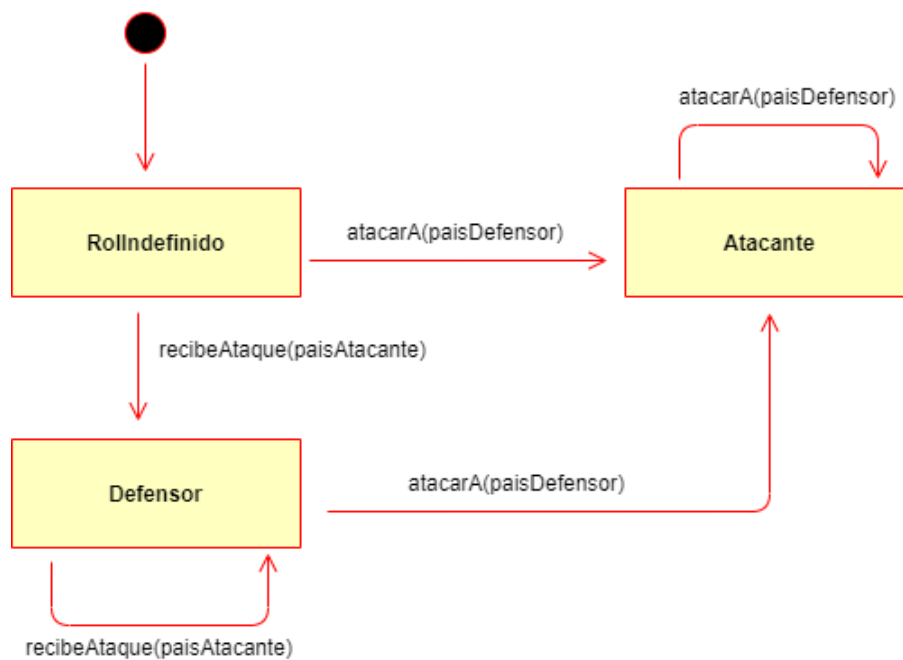 atacarA(paisDefensor)
RolIndefinido
atacarA(paisDefensor)
Atacante
recibeAtaque(paisAtacante)
Defensor
atacarA(paisDefensor)
recibeAtaque(paisAtacante)